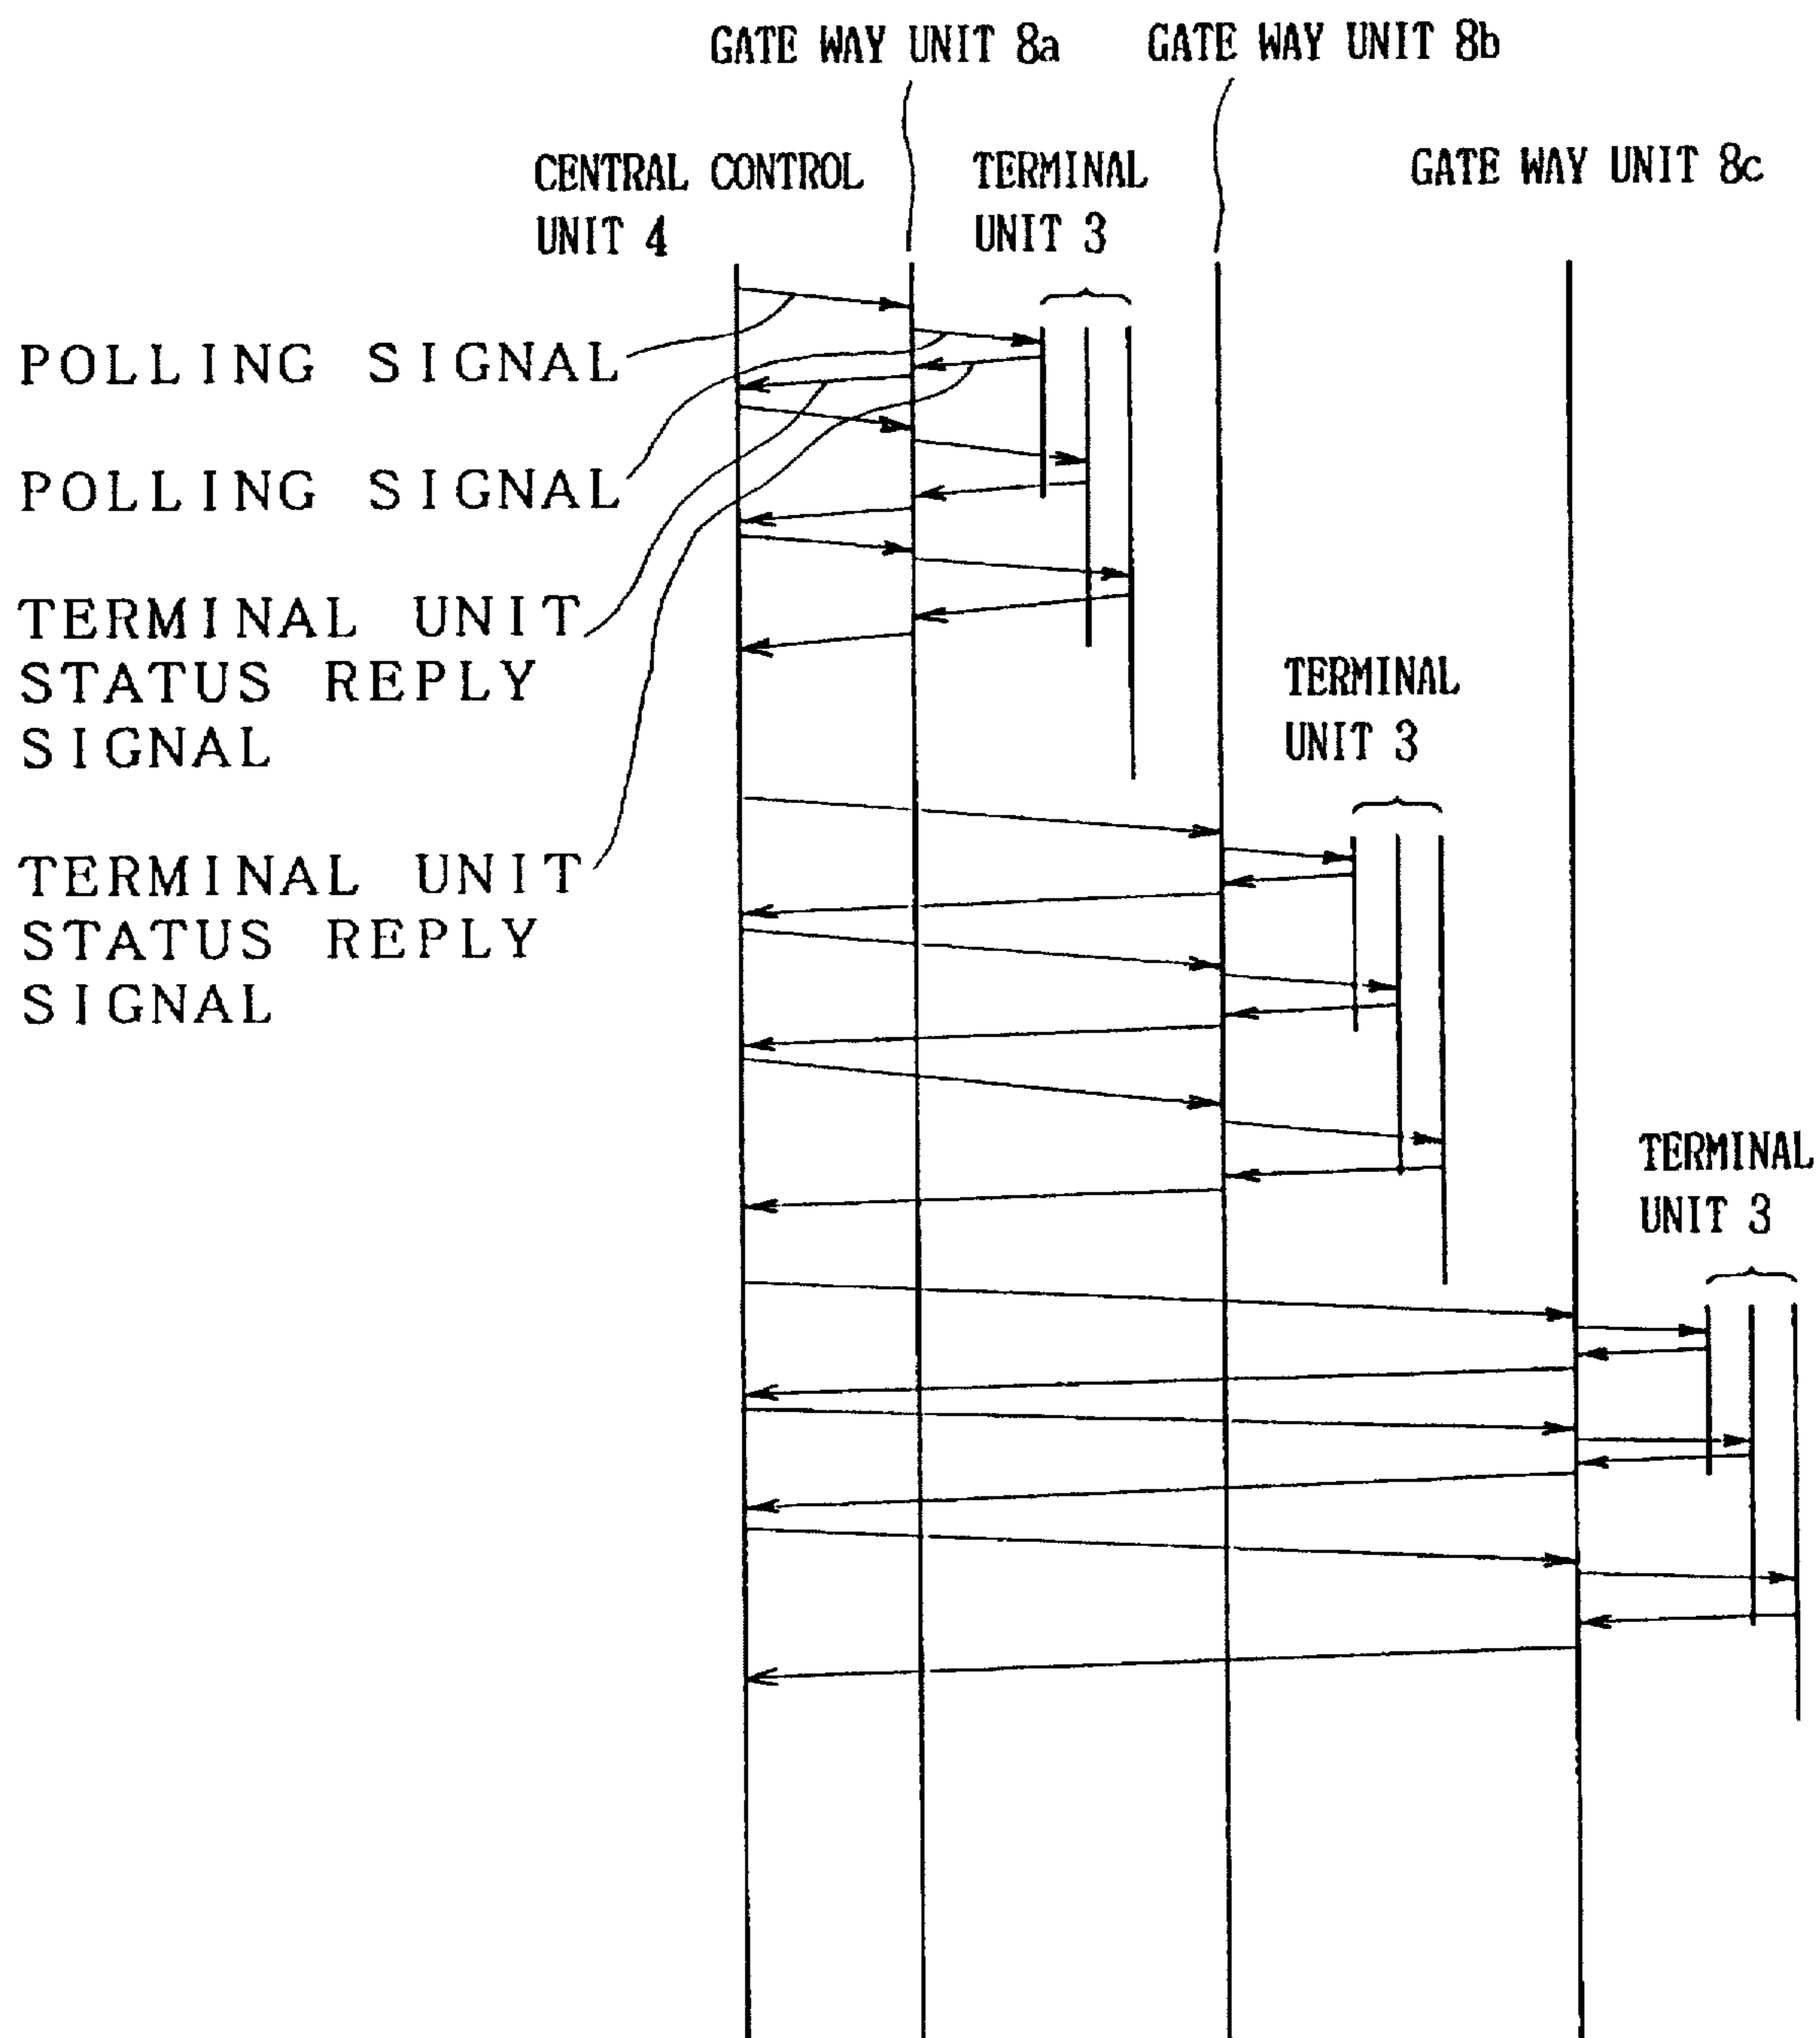 GATE WAY UNIT 8a
GATE WAY UNIT 8b
CENTRAL CONTROL
UNIT 4
TERMINAL
UNIT 3
GATE WAY UNIT 8c
POLLING SIGNAL
POLLING SIGNAL
TERMINAL UNIT
STATUS REPLY
SIGNAL
TERMINAL
UNIT 3
TERMINAL UNIT
STATUS REPLY
SIGNAL
TERMINAL
UNIT 3